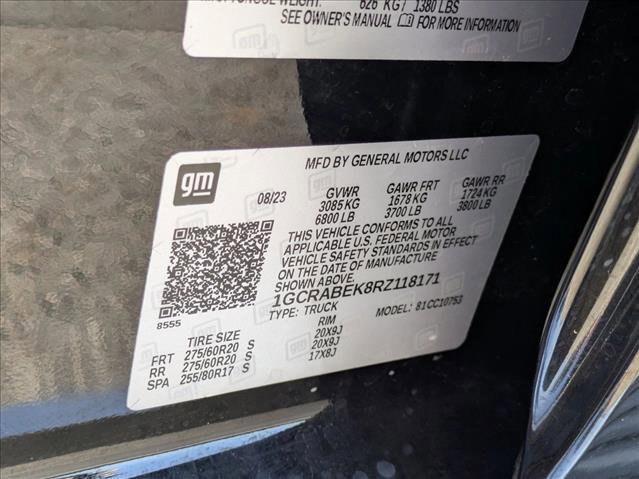 TONGUE WEIGHT: 626 KG / 1380 LBS
SEE OWNER'S MANUAL FOR MORE INFORMATION
gm
MFD BY GENERAL MOTORS LLC
08/23 GVWR GAWR FRT GAWR RR
3085 KG 1678 KG 1724 KG
6800 LB 3700 LB 3800 LB
THIS VEHICLE CONFORMS TO ALL
APPLICABLE U.S. FEDERAL MOTOR
VEHICLE SAFETY STANDARDS IN EFFECT
ON THE DATE OF MANUFACTURE
SHOWN ABOVE.
1GCRABEK8RZ118171
8555
TYPE: TRUCK MODEL: 81CC10753
TIRE SIZE RIM
FRT 275/60R20 S 20X9J
RR 275/60R20 S 20X9J
SPA 255/80R17 S 17X8J